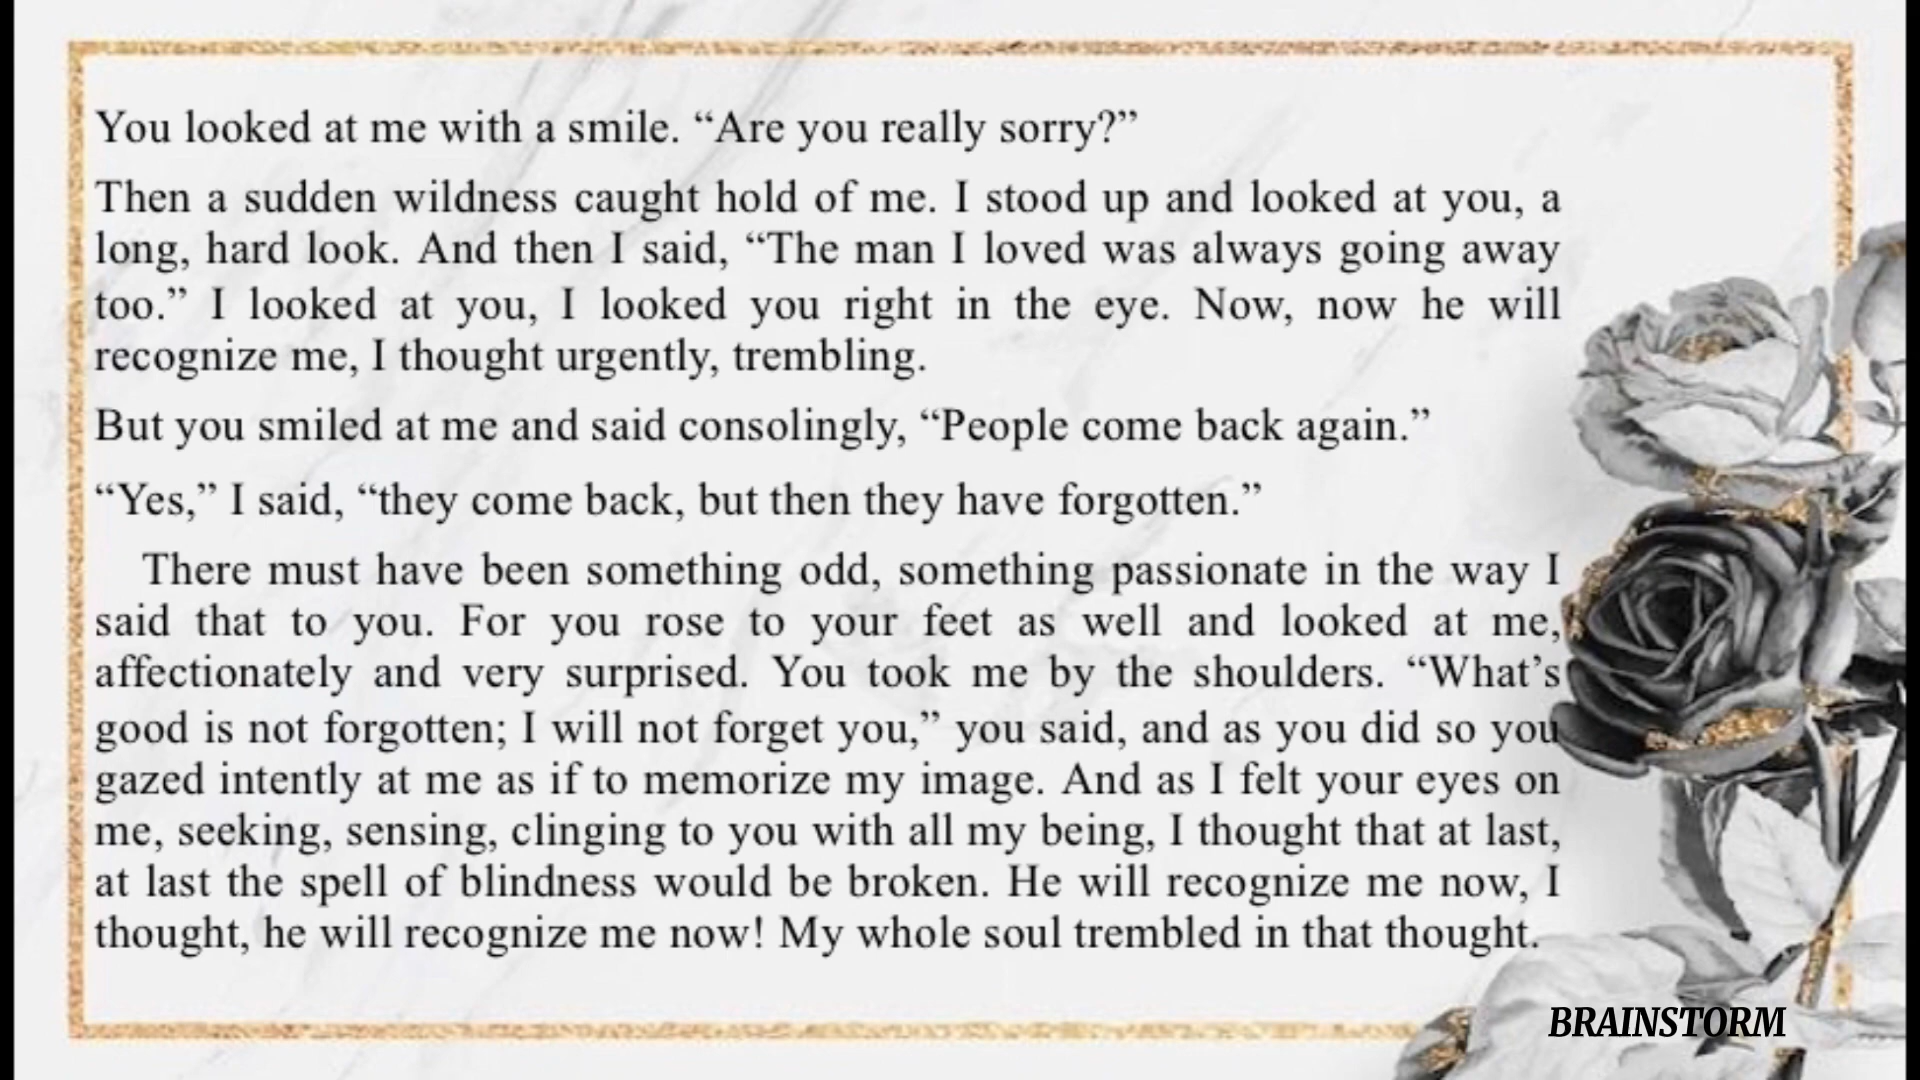 You looked at me with a smile. “Are you really sorry?”
Then a sudden wildness caught hold of me. I stood up and looked at you, a
long, hard look. And then I said, “The man I loved was always going away
too.” I looked at you, I looked you right in the eye. Now, now he will
recognize me, I thought urgently, trembling.
But you smiled at me and said consolingly, “People come back again.”
“Yes,” I said, “they come back, but then they have forgotten.”
There must have been something odd, something passionate in the way I
said that to you. For you rose to your feet as well and looked at me,
affectionately and very surprised. You took me by the shoulders. “What’s
good is not forgotten; I will not forget you,” you said, and as you did so you
gazed intently at me as if to memorize my image. And as I felt your eyes on
me, seeking, sensing, clinging to you with all my being, I thought that at last,
at last the spell of blindness would be broken. He will recognize me now, I
thought, he will recognize me now! My whole soul trembled in that thought.
BRAINSTORM